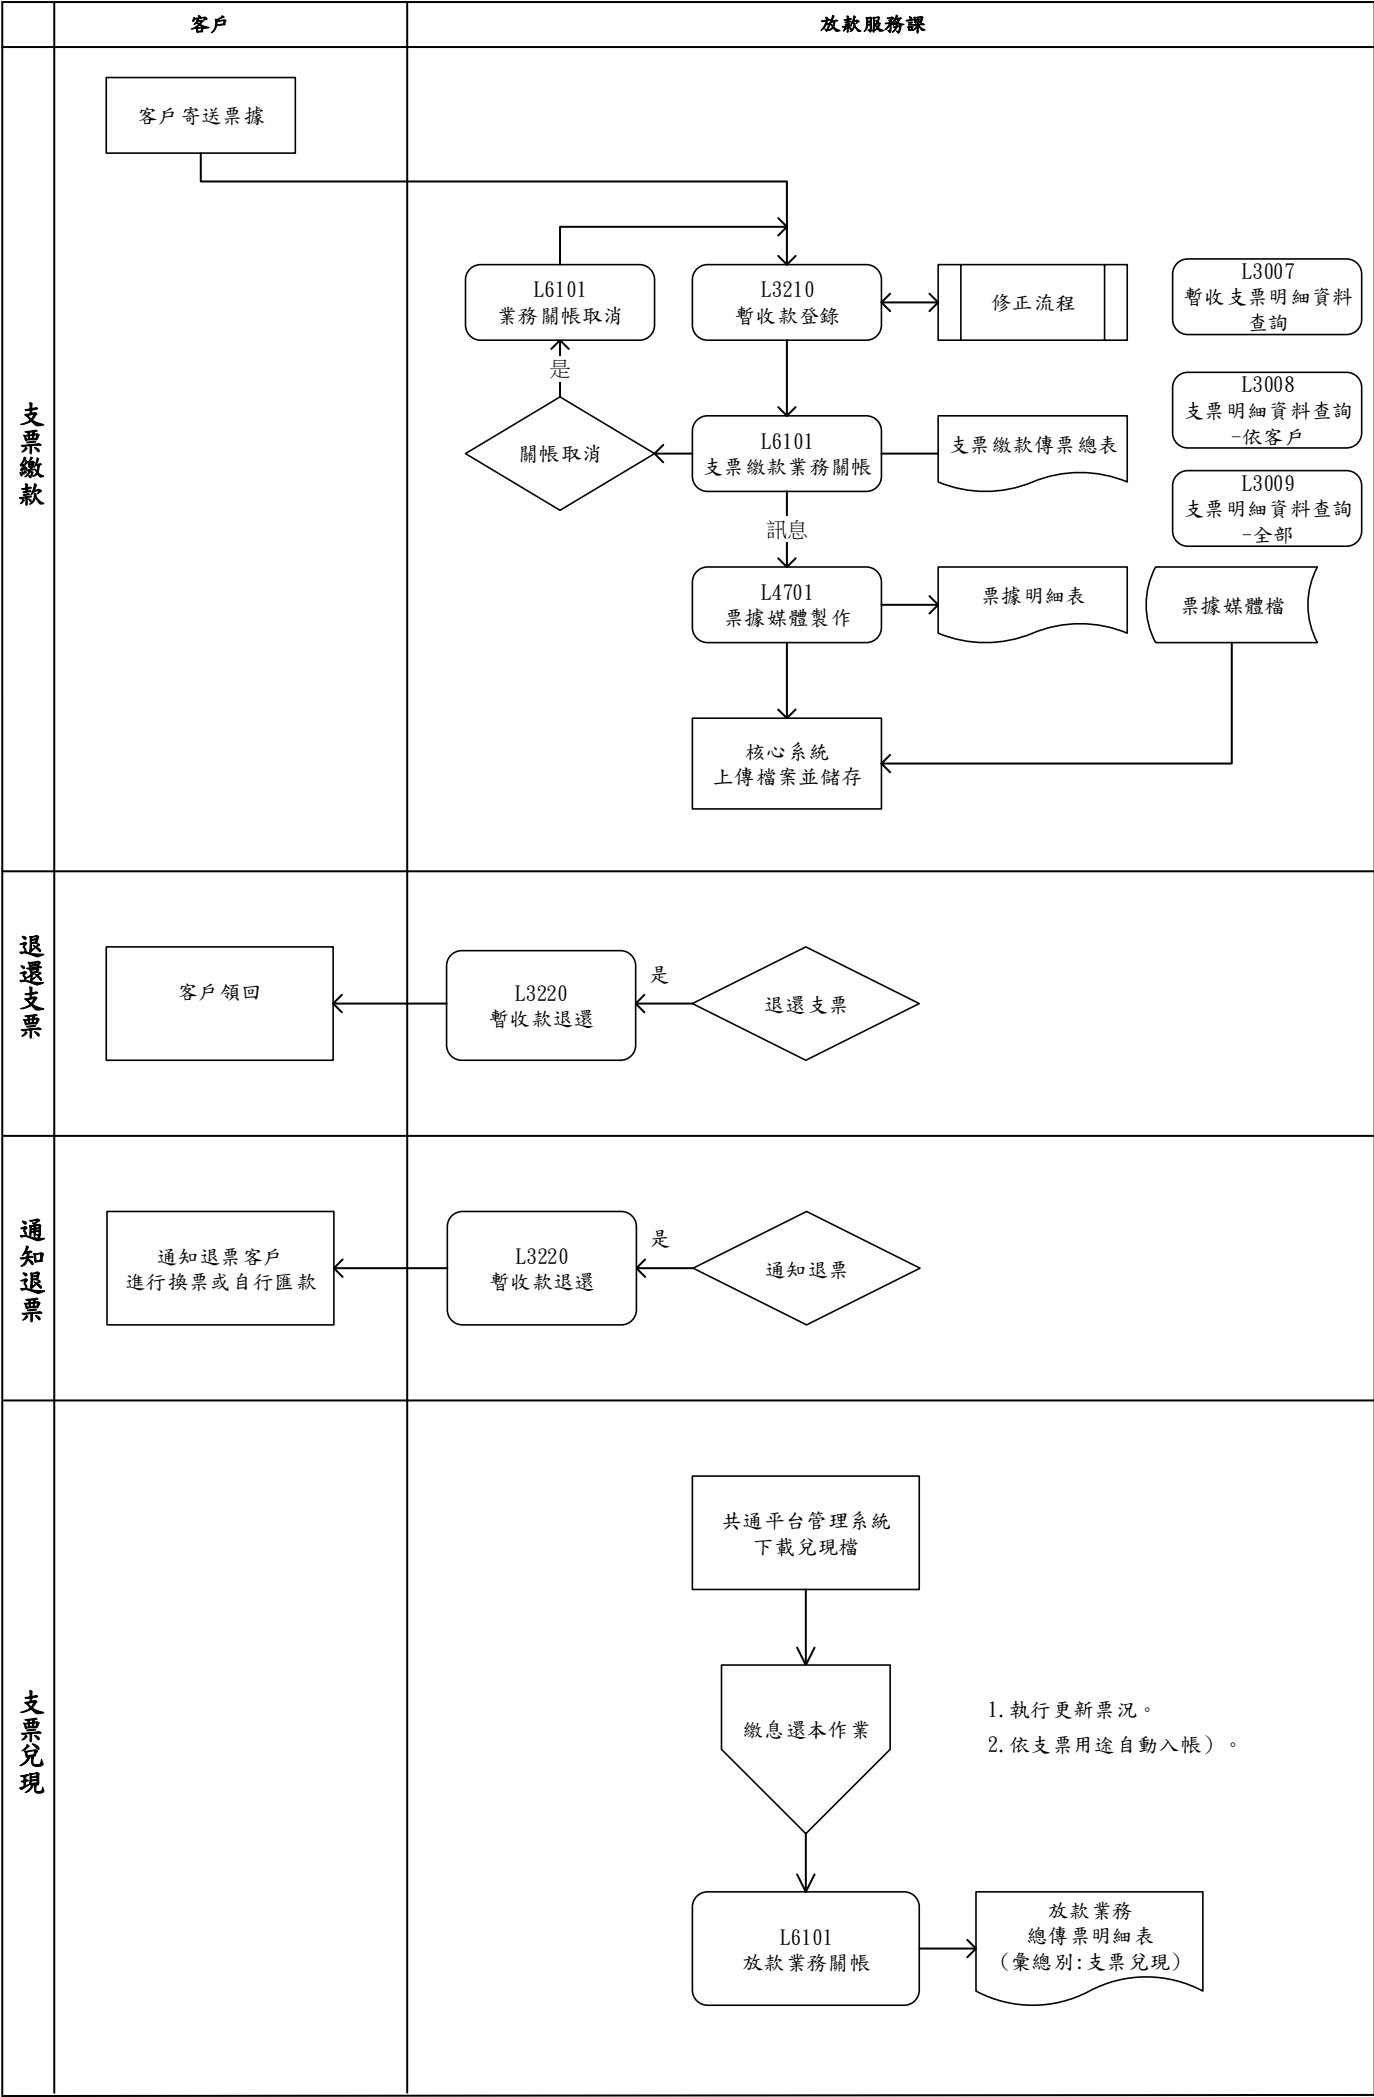 客戶
放款服務課
支票繳款
客戶寄送票據
L6101
業務關帳取消
L3210
暫收款登錄
修正流程
L3007
暫收支票明細資料
查詢
是
關帳取消
L6101
支票繳款業務關帳
支票繳款傳票總表
L3008
支票明細資料查詢
-依客戶
L3009
支票明細資料查詢
-全部
訊息
L4701
票據媒體製作
票據明細表
票據媒體檔
核心系統
上傳檔案並儲存
退還支票
客戶領回
L3220
暫收款退還
是
退還支票
通知退票
通知退票客戶
進行換票或自行匯款
L3220
暫收款退還
是
通知退票
支票兌現
共通平台管理系統
下載兌現檔
繳息還本作業
1.執行更新票況。
2.依支票用途自動入帳）。
L6101
放款業務關帳
放款業務
總傳票明細表
(彙總別:支票兌現)